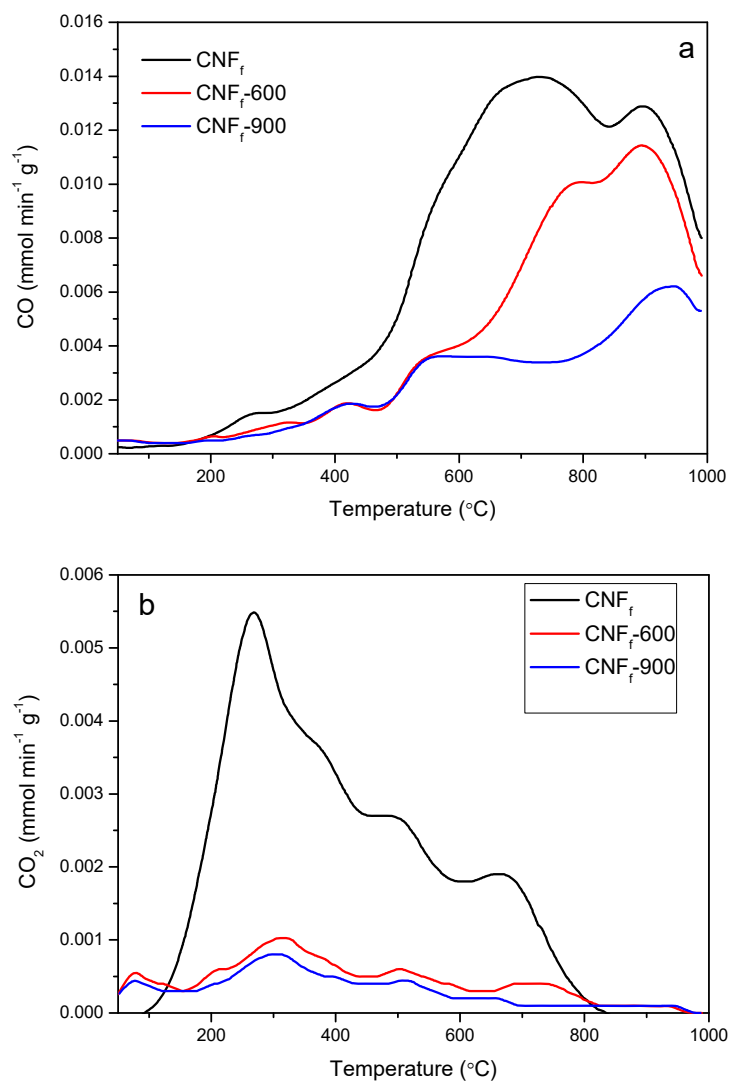 a
CNFf
CNFf-600
CNFf-900
0.016
0.014
0.012
0.010
0.008
0.006
0.004
0.002
0.000
CO (mmol min⁻¹ g⁻¹)
200 400 600 800 1000
Temperature (°C)
b
CNFf
CNFf-600
CNFf-900
0.006
0.005
0.004
0.003
0.002
0.001
0.000
CO₂ (mmol min⁻¹ g⁻¹)
200 400 600 800 1000
Temperature (°C)